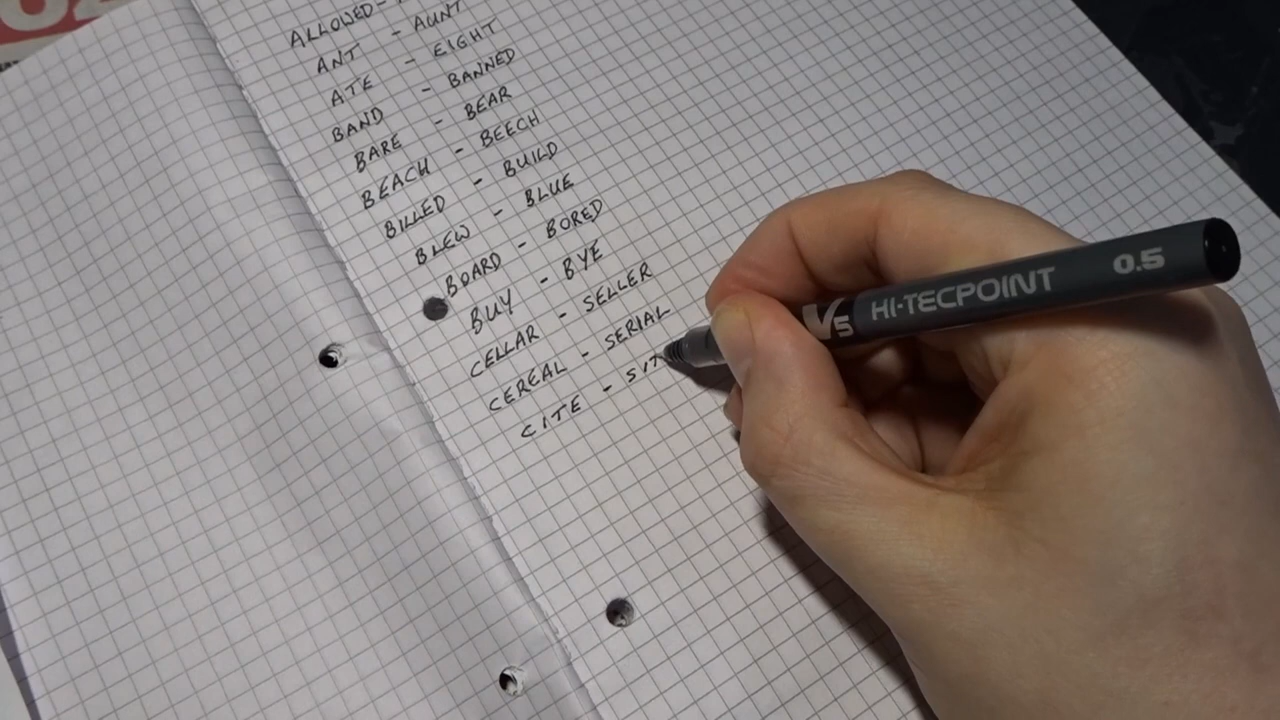 ALLOWED -
ANT - AUNT
ATE - EIGHT
BAND - BANNED
BARE - BEAR
BEACH - BEECH
BILLED - BUILD
BLEW - BLUE
BOARD - BORED
BUY - BYE
CELLAR - SELLER
CEREAL - SERIAL
CITE - SIT
V5 HI-TECPOINT 0.5